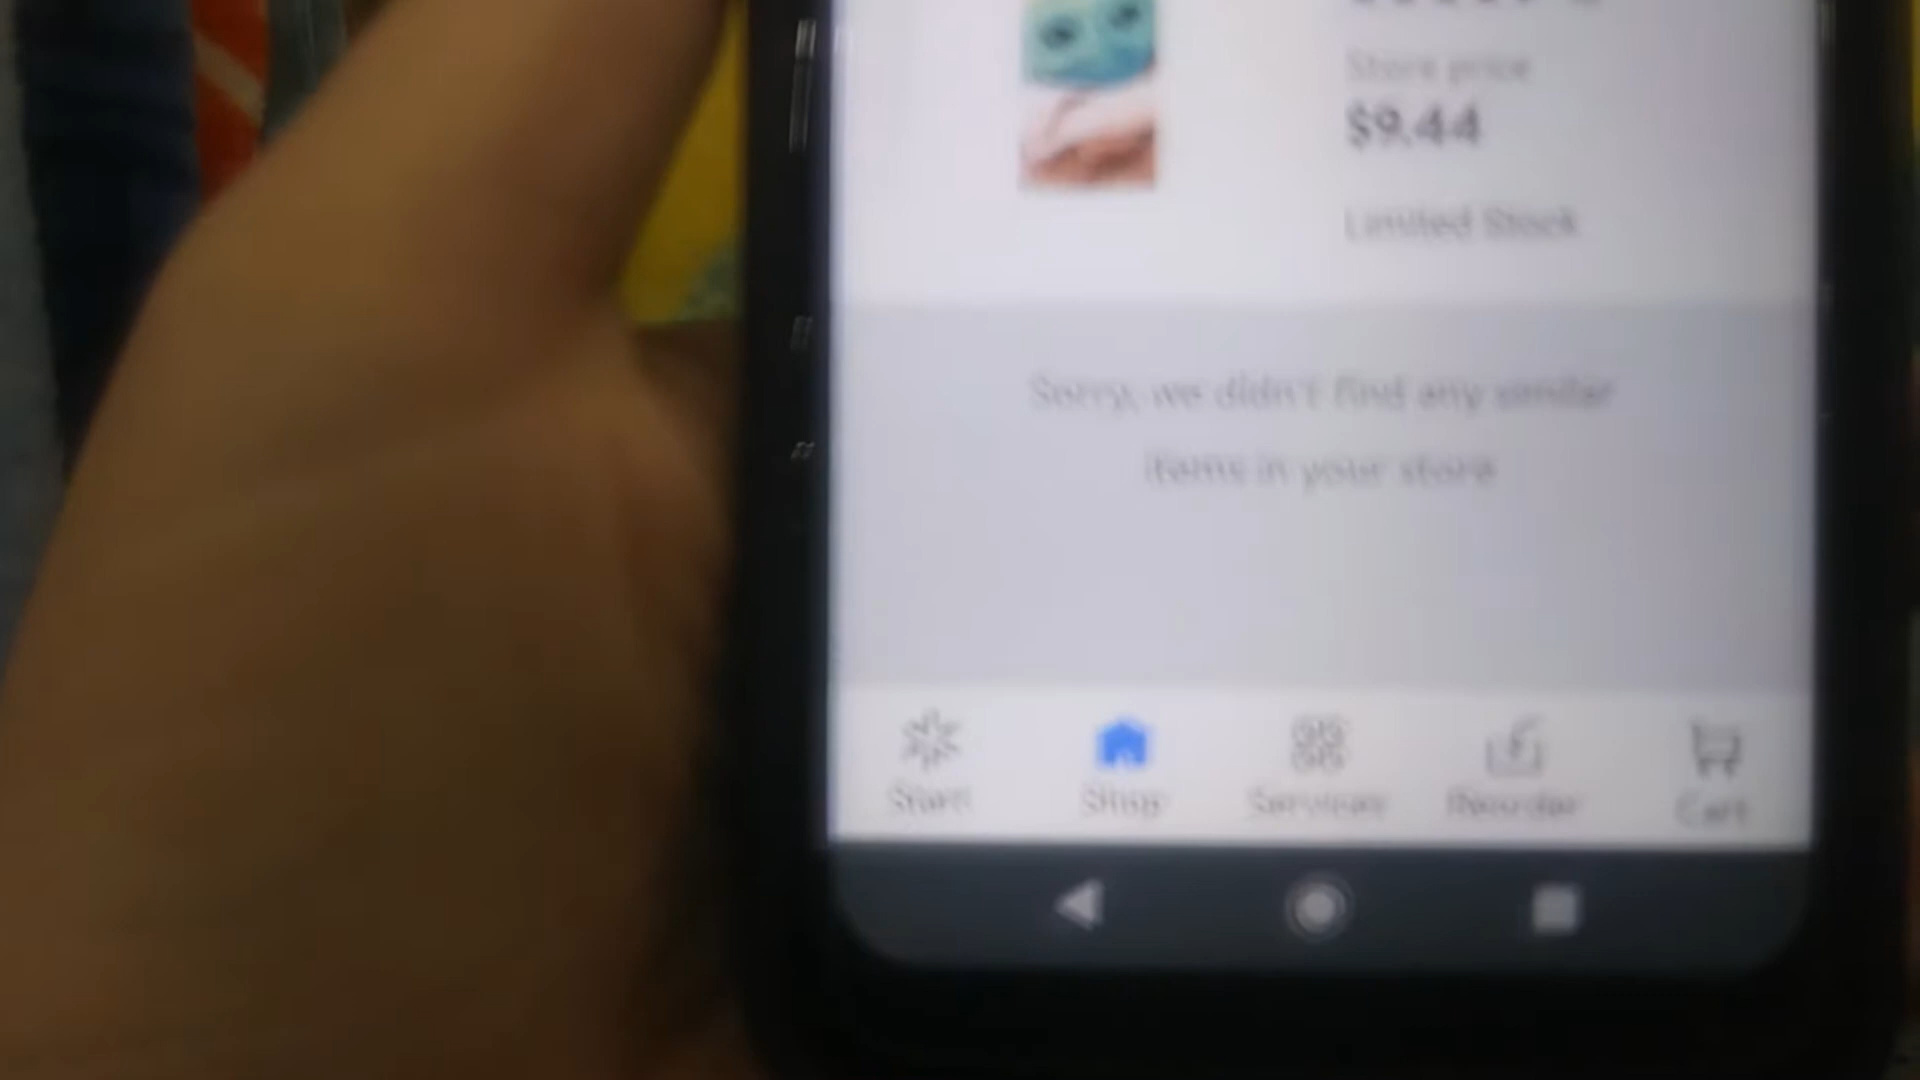 Store price
$9.44
Limited Stock
Sorry, we didn't find any similar
items in your store
Start
Shop
Services
Reorder
Cart